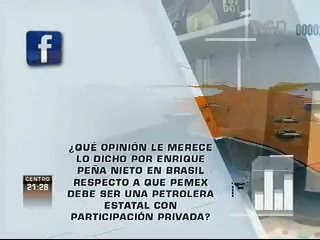 f
¿QUÉ OPINIÓN LE MERECE
LO DICHO POR ENRIQUE
PEÑA NIETO EN BRASIL
RESPECTO A QUE PEMEX
DEBE SER UNA PETROLERA
ESTATAL CON
PARTICIPACIÓN PRIVADA?
CENTRO
21:28